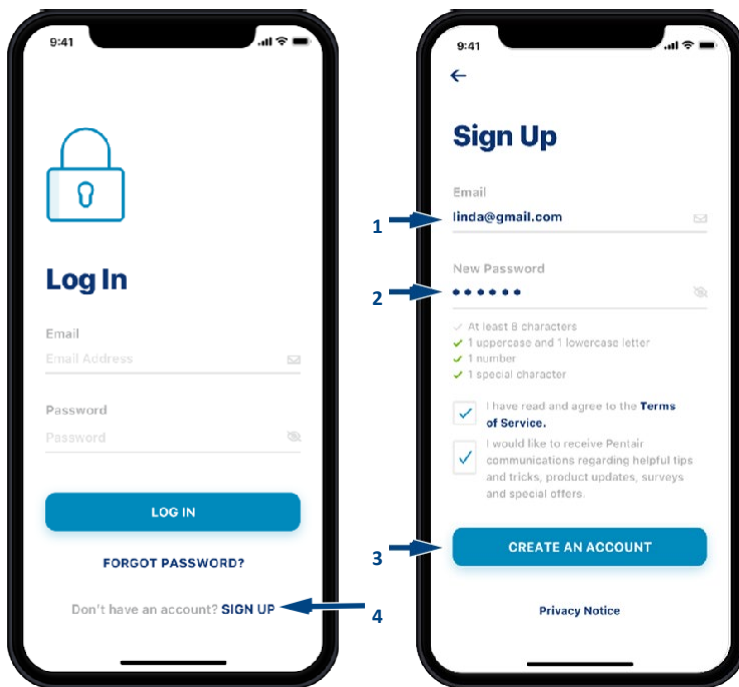 9:41
Log In
Email
Email Address
Password
Password
LOG IN
FORGOT PASSWORD?
Don't have an account? SIGN UP
9:41
Sign Up
Email
linda@gmail.com
New Password
At least 8 characters
1 uppercase and 1 lowercase letter
1 number
1 special character
I have read and agree to the Terms
of Service.
I would like to receive Pentair
communications regarding helpful tips
and tricks, product updates, surveys
and special offers.
CREATE AN ACCOUNT
Privacy Notice
1
2
3
4